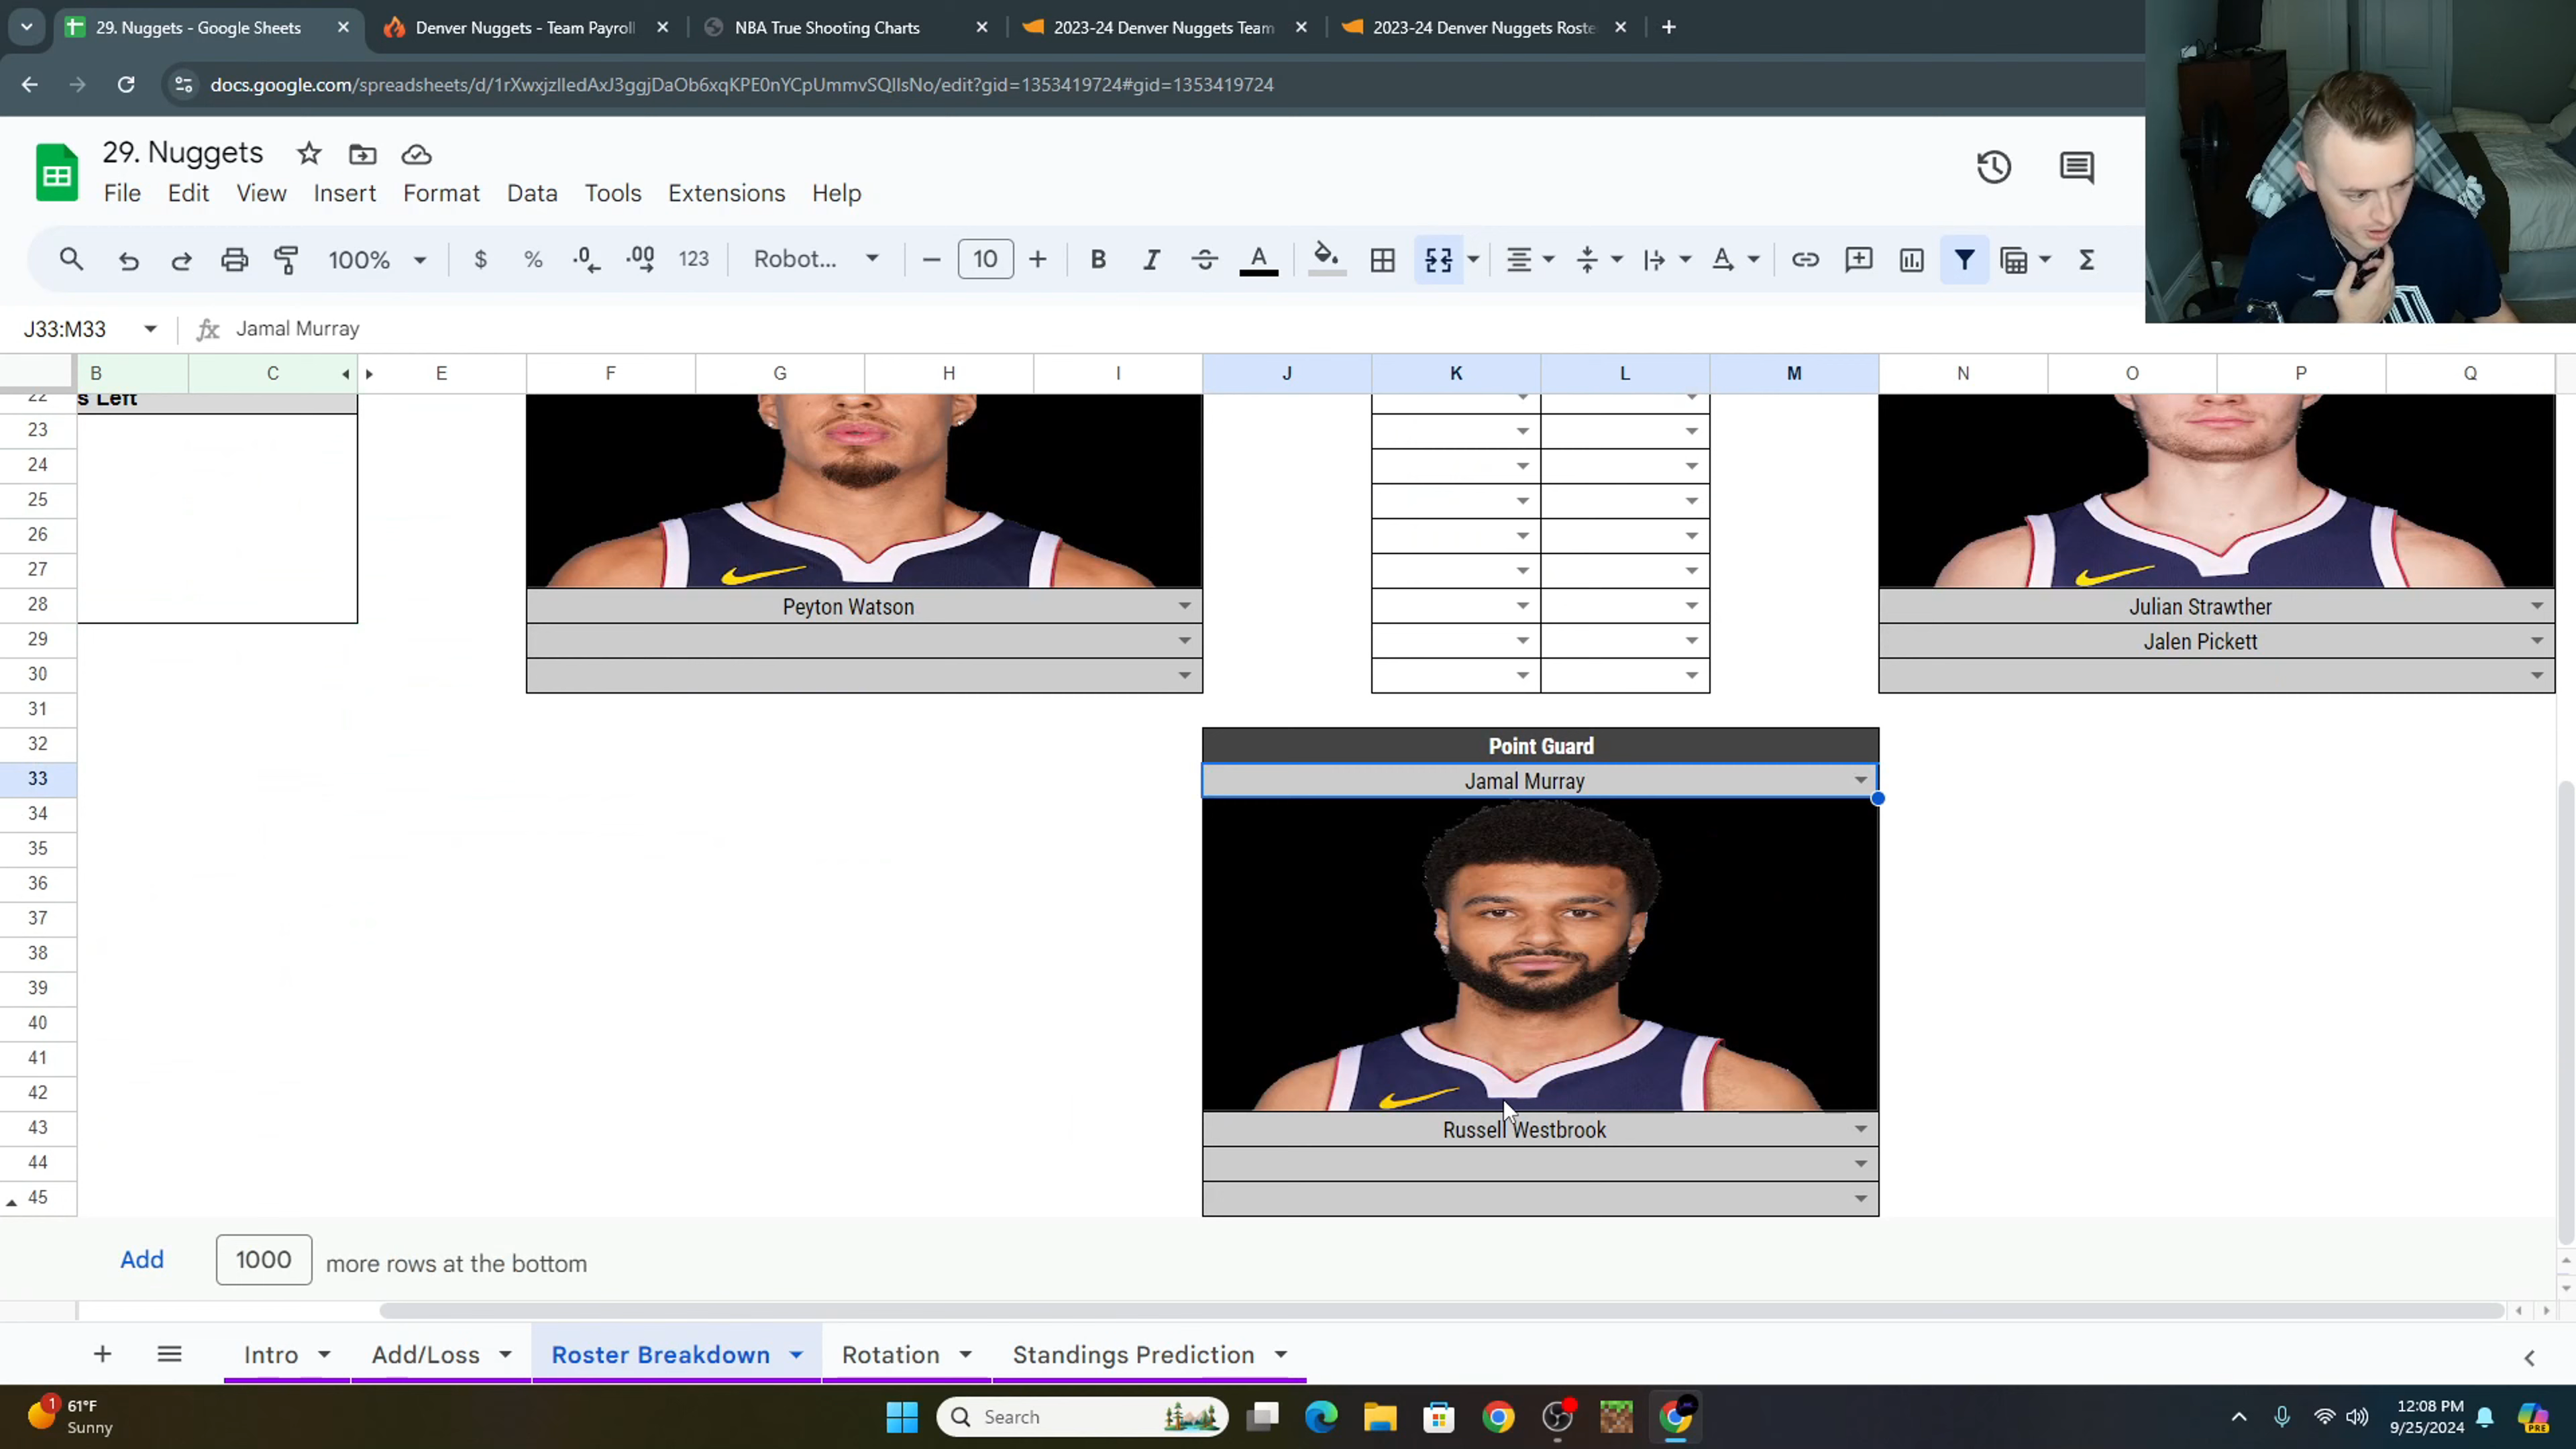 29. Nuggets - Google Sheets
Denver Nuggets - Team Payroll
NBA True Shooting Charts
2023-24 Denver Nuggets Team
2023-24 Denver Nuggets Roste
docs.google.com/spreadsheets/d/1rXwxjzlledAxJ3ggjDaOb6xqKPE0nYCpUmmvSQllsNo/edit?gid=1353419724#gid=1353419724
29. Nuggets
File Edit View Insert Format Data Tools Extensions Help
100% $ % .0 .00 123 Robot... 10 B I S A
J33:M33 fx Jamal Murray
B C E F G H I J K L M N O P Q
22 s Left
23
24
25
26
27
28 Peyton Watson Julian Strawther
29 Jalen Pickett
30
31
32 Point Guard
33 Jamal Murray
34
35
36
37
38
39
40
41
42
43 Russell Westbrook
44
45
Add 1000 more rows at the bottom
Intro Add/Loss Roster Breakdown Rotation Standings Prediction
1 61°F
Sunny
Search
12:08 PM
9/25/2024
PRE